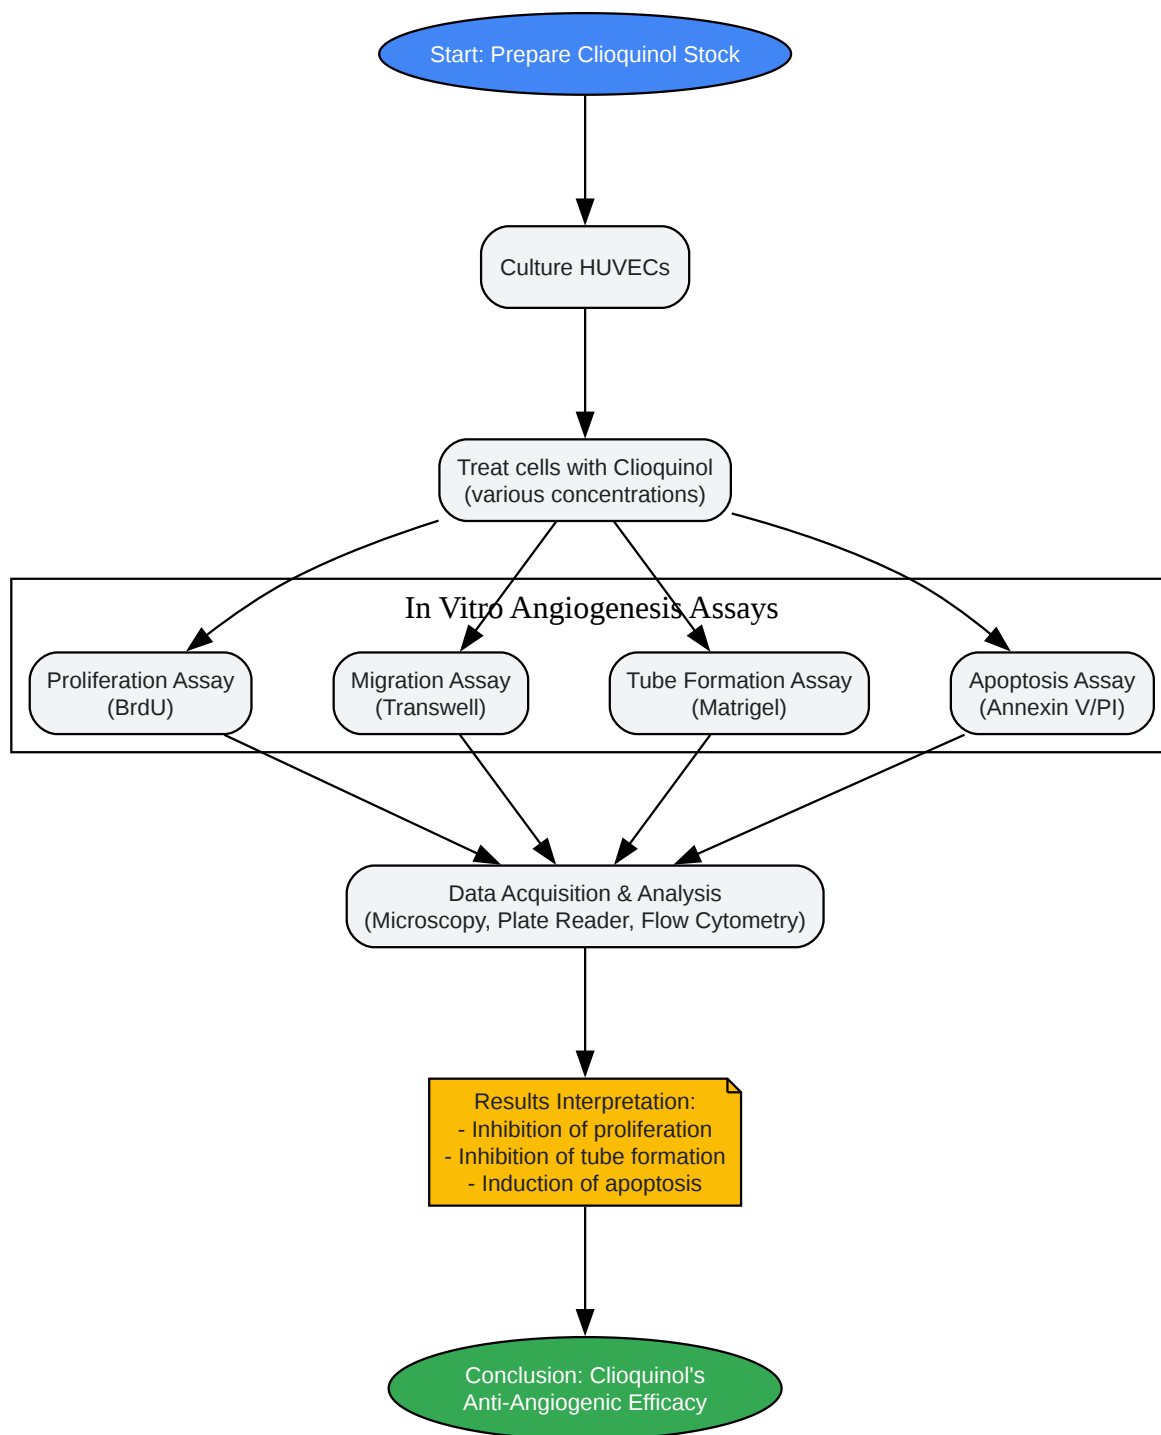 Start: Prepare Clioquinol Stock
Culture HUVECs
Treat cells with Clioquinol
(various concentrations)
In Vitro Angiogenesis Assays
Proliferation Assay
(BrdU)
Migration Assay
(Transwell)
Tube Formation Assay
(Matrigel)
Apoptosis Assay
(Annexin V/PI)
Data Acquisition & Analysis
(Microscopy, Plate Reader, Flow Cytometry)
Results Interpretation:
- Inhibition of proliferation
- Inhibition of tube formation
- Induction of apoptosis
Conclusion: Clioquinol's
Anti-Angiogenic Efficacy